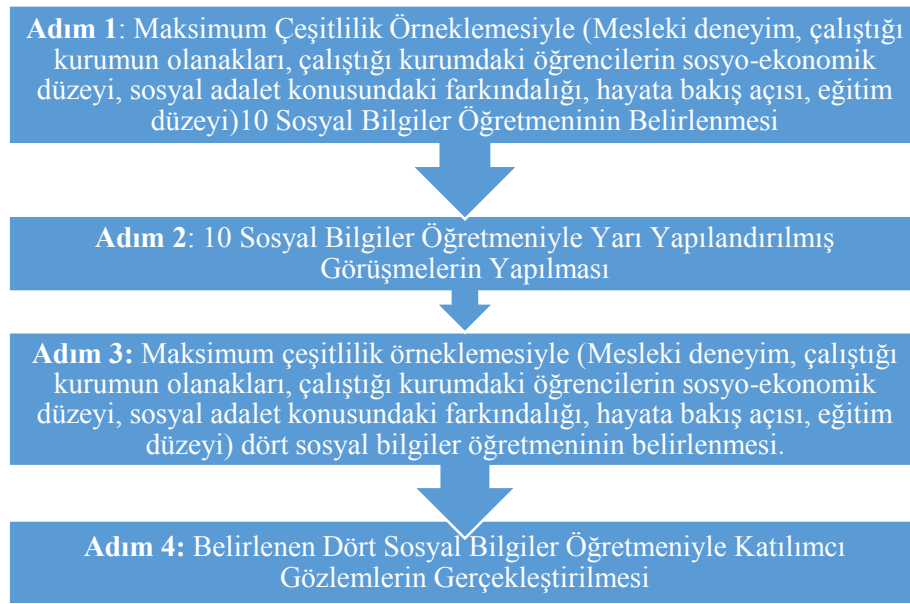 Adım 1: Maksimum Çeşitlilik Örneklemesiyle (Mesleki deneyim, çalıştığı
kurumun olanakları, çalıştığı kurumdaki öğrencilerin sosyo-ekonomik
düzeyi, sosyal adalet konusundaki farkındalığı, hayata bakış açısı, eğitim
düzeyi)10 Sosyal Bilgiler Öğretmeninin Belirlenmesi
Adım 2: 10 Sosyal Bilgiler Öğretmeniyle Yarı Yapılandırılmış
Görüşmelerin Yapılması
Adım 3: Maksimum çeşitlilik örneklemesiyle (Mesleki deneyim, çalıştığı
kurumun olanakları, çalıştığı kurumdaki öğrencilerin sosyo-ekonomik
düzeyi, sosyal adalet konusundaki farkındalığı, hayata bakış açısı, eğitim
düzeyi) dört sosyal bilgiler öğretmeninin belirlenmesi.
Adım 4: Belirlenen Dört Sosyal Bilgiler Öğretmeniyle Katılımcı
Gözlemlerin Gerçekleştirilmesi